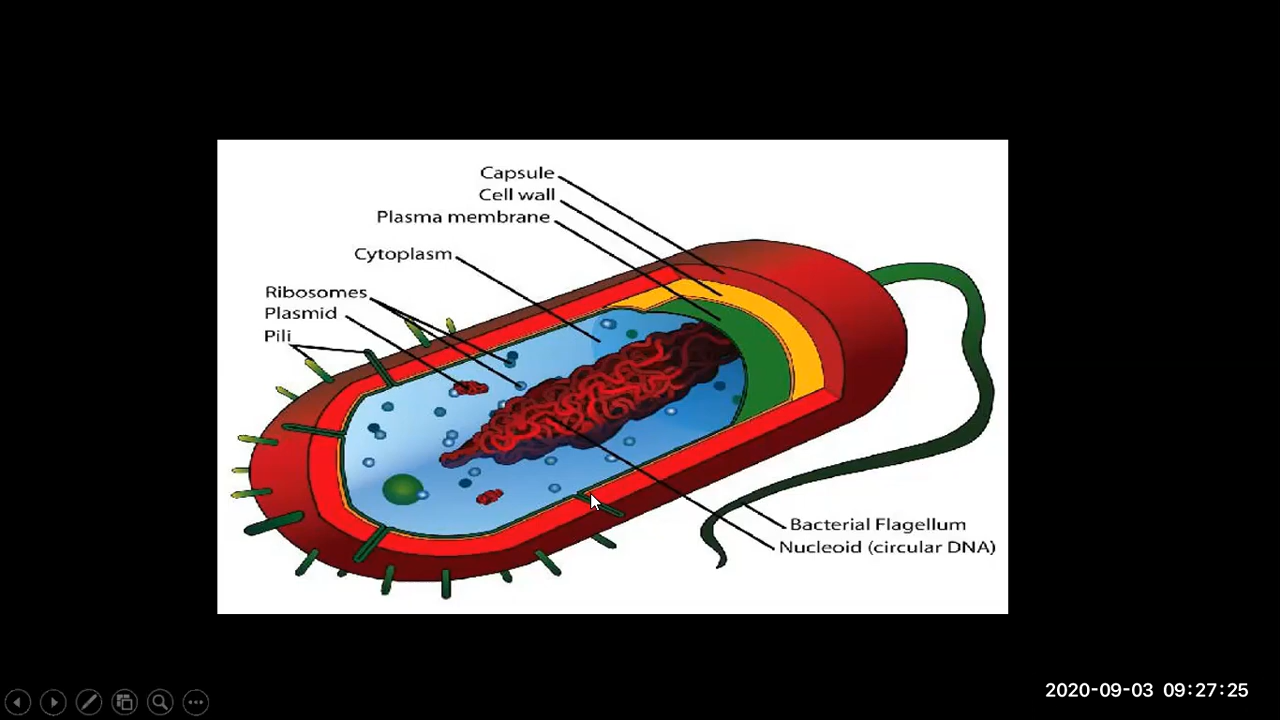 Capsule
Cell wall
Plasma membrane
Cytoplasm
Ribosomes
Plasmid
Pili
Bacterial Flagellum
Nucleoid (circular DNA)
2020-09-03 09:27:25